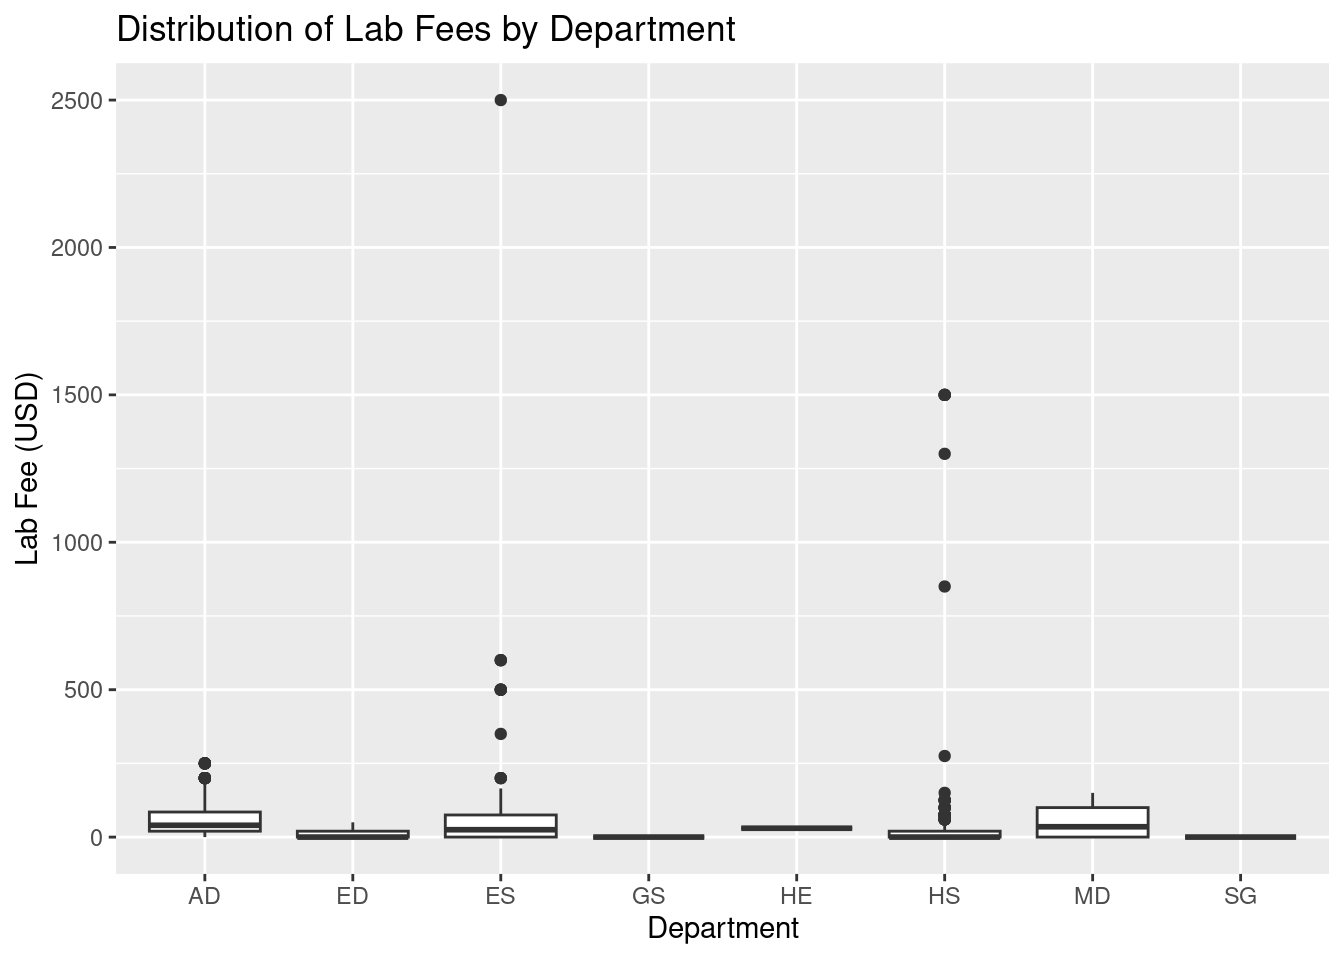 Distribution of Lab Fees by Department
Lab Fee (USD)
2500
2000
1500
1000
500
0
AD ED ES GS HE HS MD SG
Department